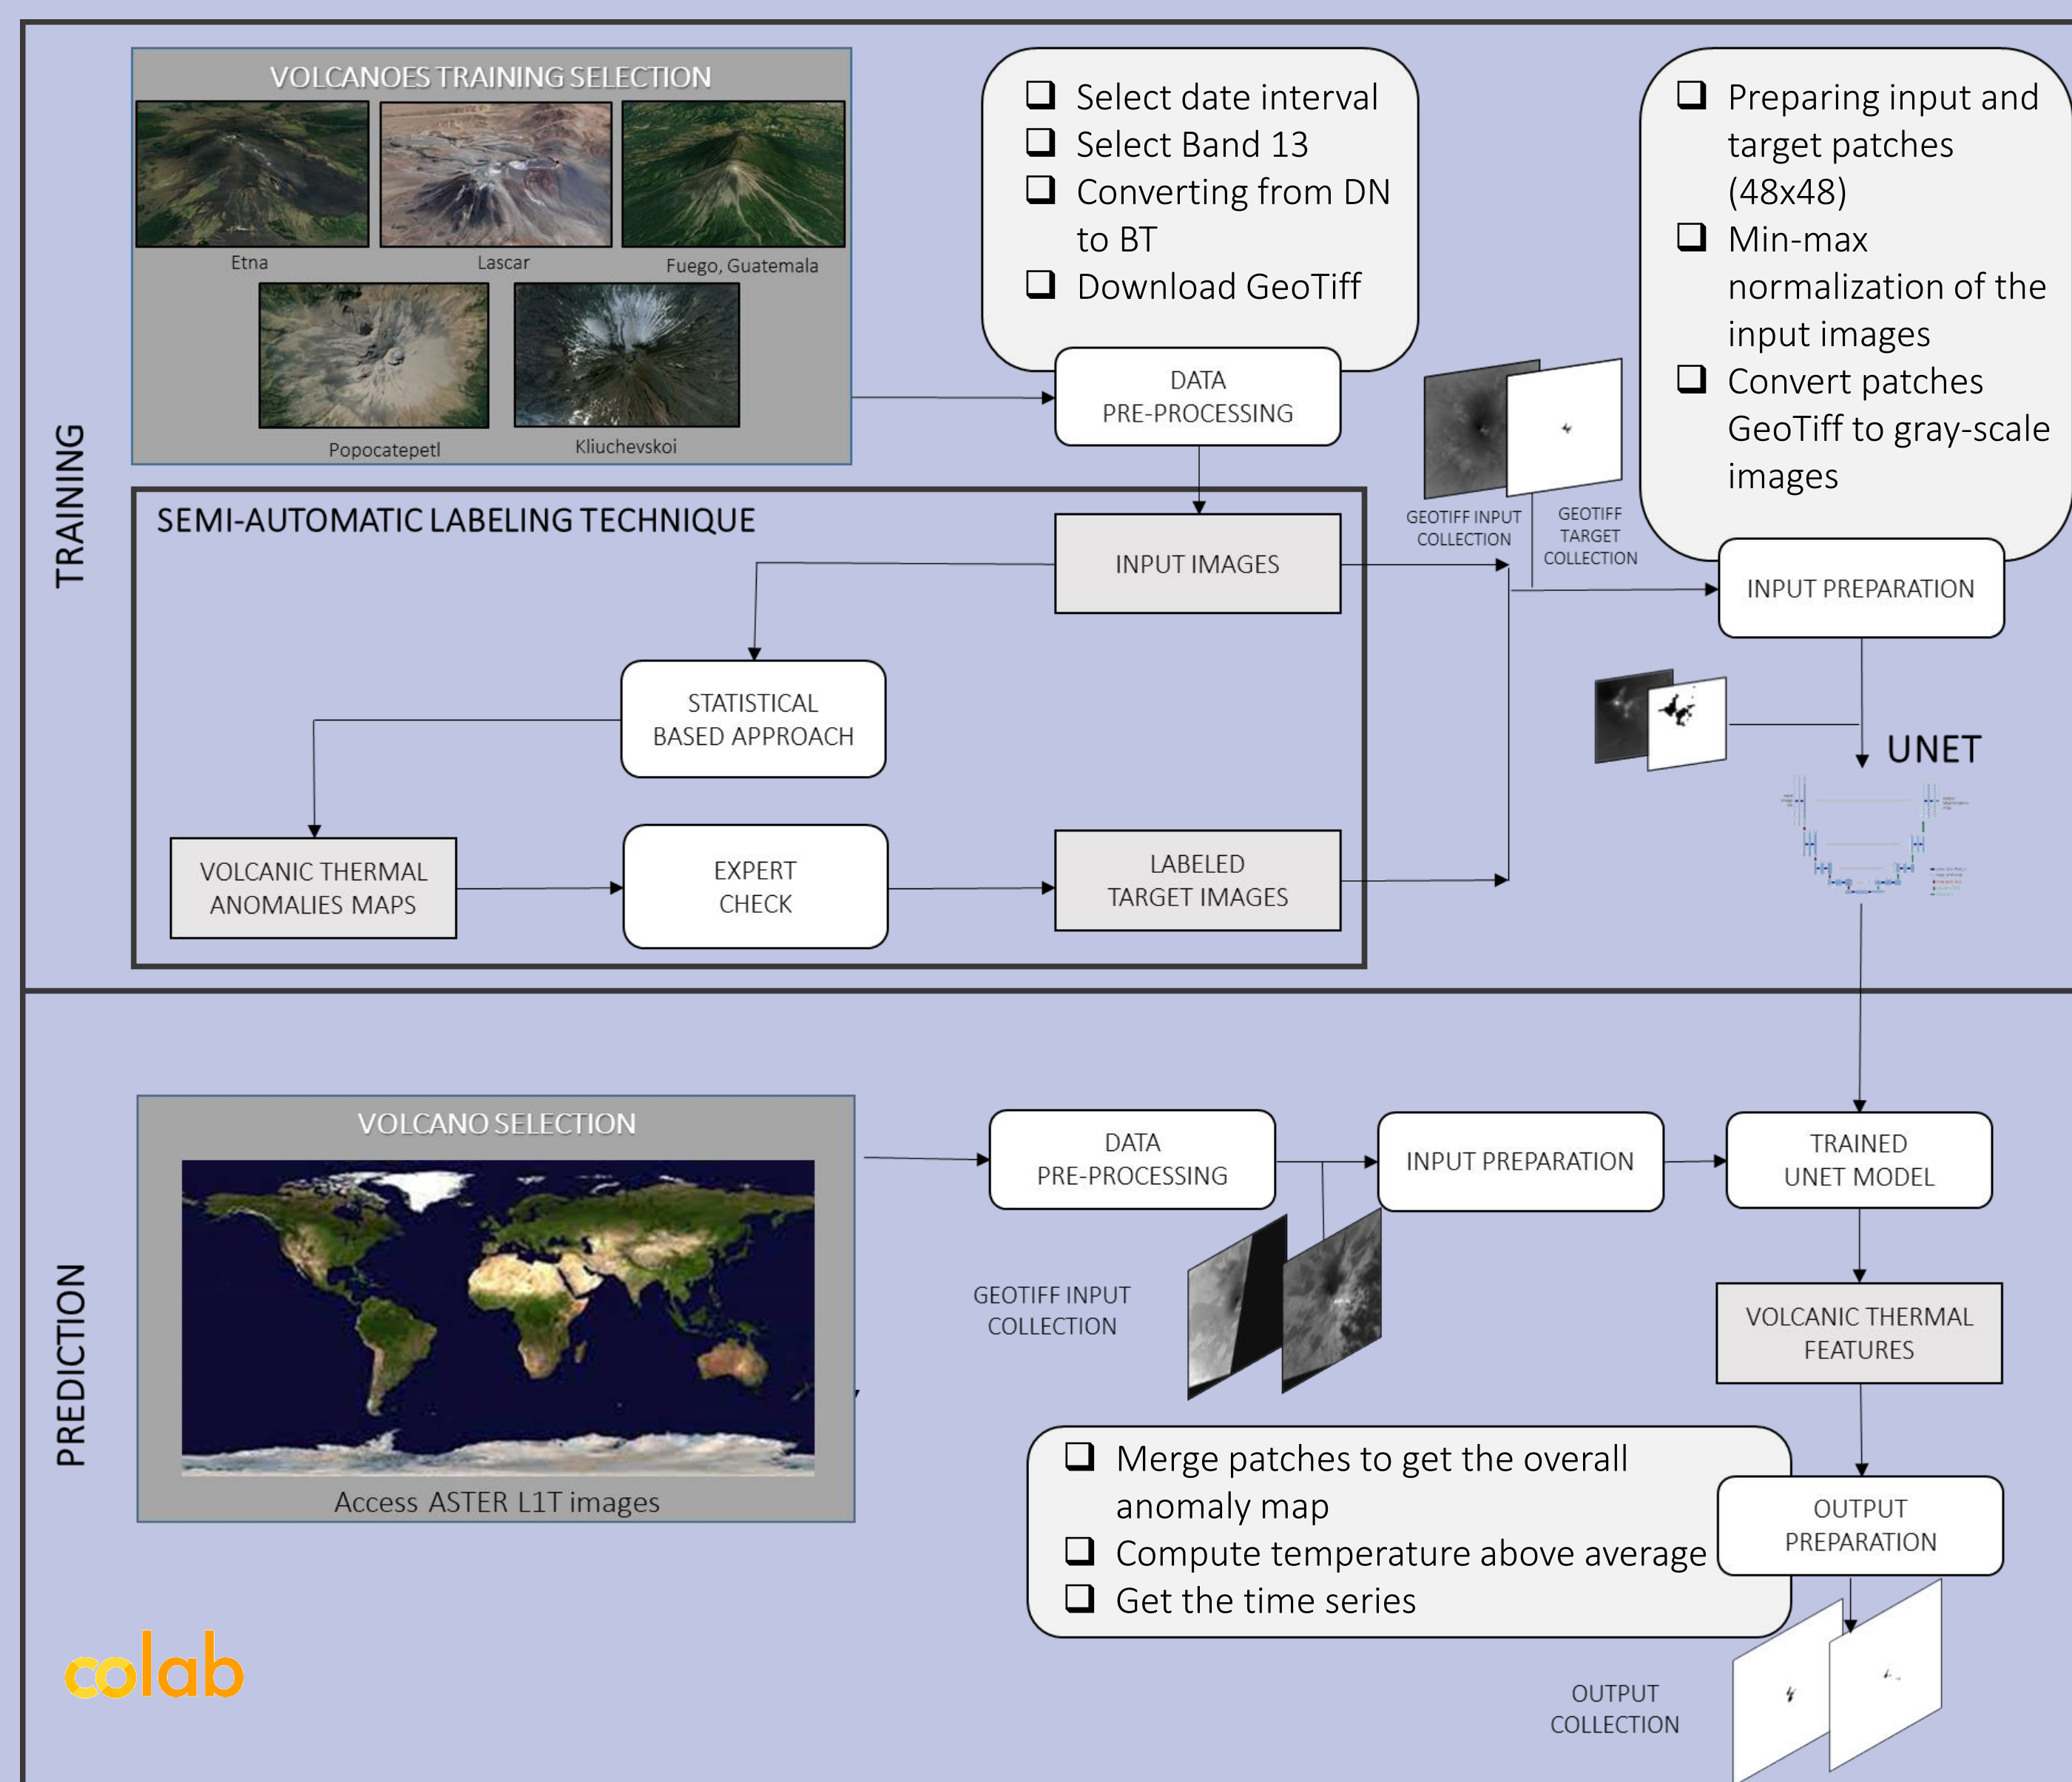 TRAINING
VOLCANOES TRAINING SELECTION
Etna
Lascar
Fuego, Guatemala
Popocatepetl
Kliuchevskoi
❑ Select date interval
❑ Select Band 13
❑ Converting from DN
to BT
❑ Download GeoTiff
DATA
PRE-PROCESSING
❑ Preparing input and
target patches
(48x48)
❑ Min-max
normalization of the
input images
❑ Convert patches
GeoTiff to gray-scale
images
INPUT PREPARATION
GEOTIFF INPUT
COLLECTION
GEOTIFF
TARGET
COLLECTION
SEMI-AUTOMATIC LABELING TECHNIQUE
INPUT IMAGES
STATISTICAL
BASED APPROACH
VOLCANIC THERMAL
ANOMALIES MAPS
EXPERT
CHECK
LABELED
TARGET IMAGES
UNET
PREDICTION
VOLCANO SELECTION
Access ASTER L1T images
DATA
PRE-PROCESSING
INPUT PREPARATION
TRAINED
UNET MODEL
GEOTIFF INPUT
COLLECTION
VOLCANIC THERMAL
FEATURES
❑ Merge patches to get the overall
anomaly map
❑ Compute temperature above average
❑ Get the time series
OUTPUT
PREPARATION
OUTPUT
COLLECTION
colab